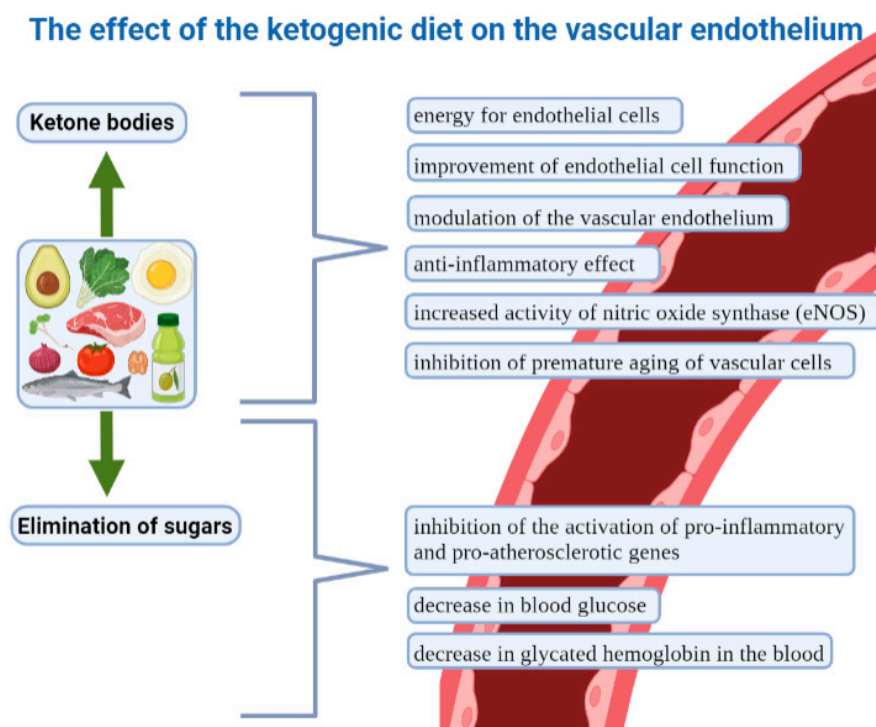 The effect of the ketogenic diet on the vascular endothelium
Ketone bodies
energy for endothelial cells
improvement of endothelial cell function
modulation of the vascular endothelium
anti-inflammatory effect
increased activity of nitric oxide synthase (eNOS)
inhibition of premature aging of vascular cells
Elimination of sugars
inhibition of the activation of pro-inflammatory
and pro-atherosclerotic genes
decrease in blood glucose
decrease in glycated hemoglobin in the blood